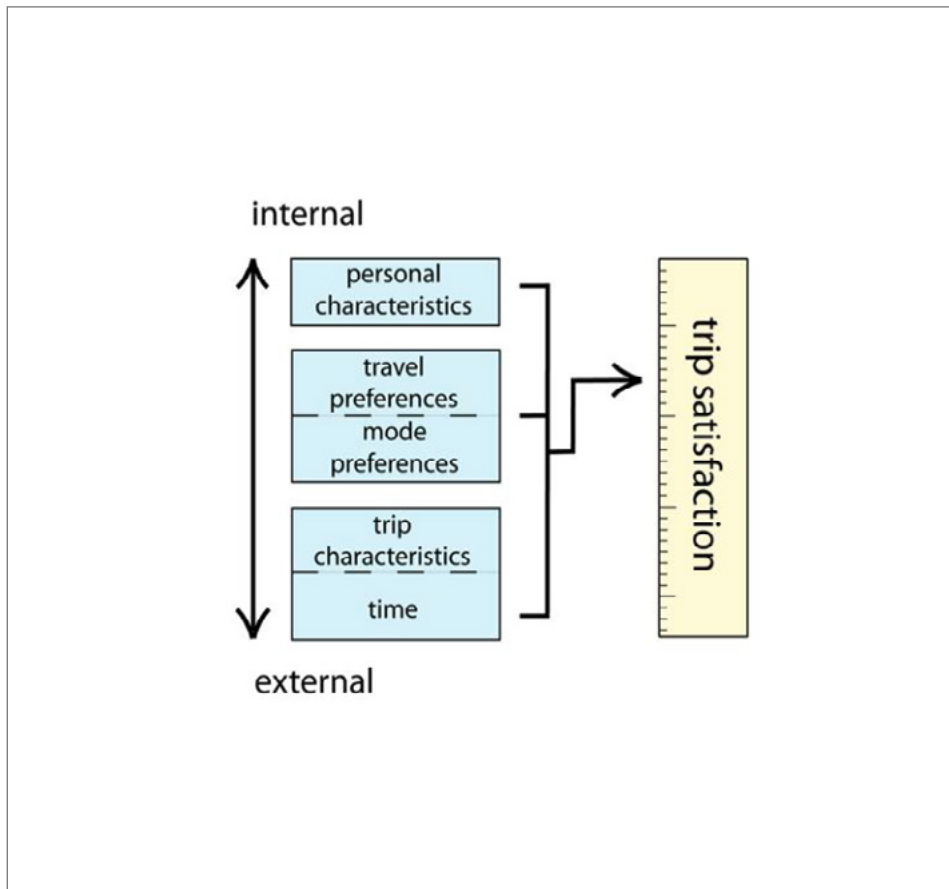 internal
personal
characteristics
travel
preferences
mode
preferences
trip
characteristics
time
external
trip satisfaction